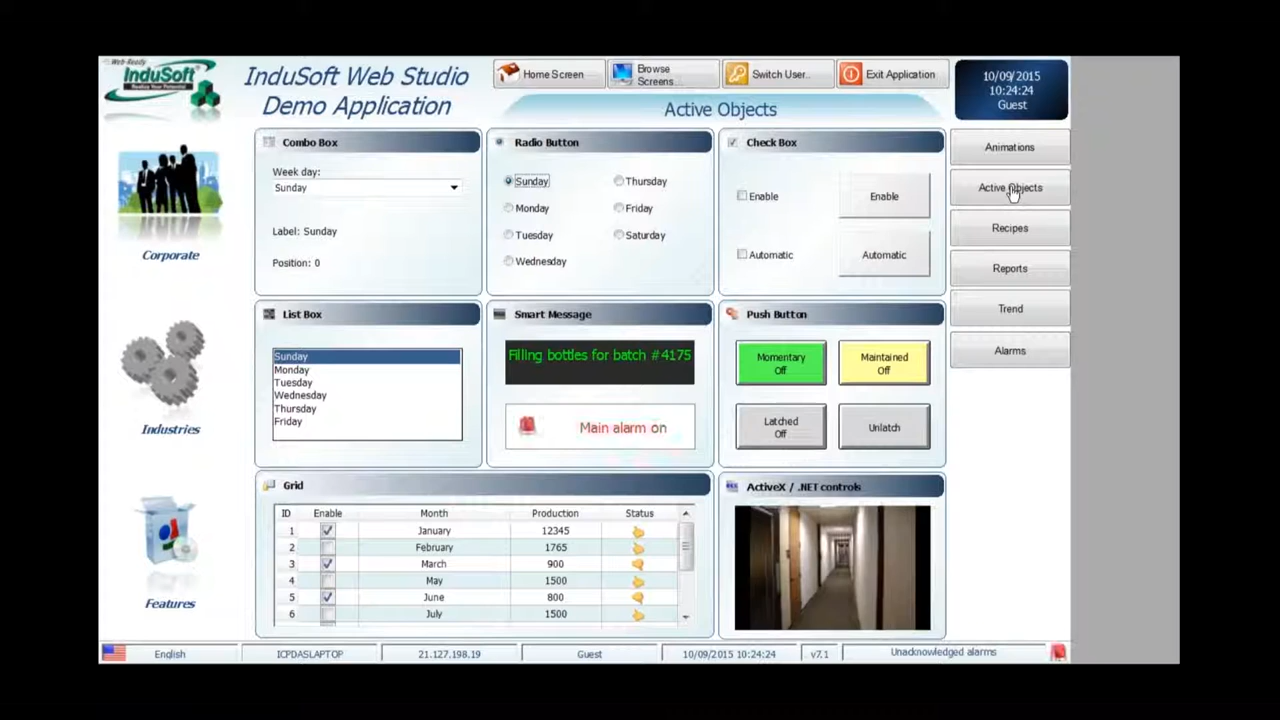 Web-Ready
InduSoft
InduSoft Web Studio
Demo Application
Home Screen
Browse
Screens...
Switch User..
Exit Application
Active Objects
10/09/2015
10:24:24
Guest
Corporate
Industries
Features
Combo Box
Week day:
Sunday
Label: Sunday
Position: 0
Radio Button
Sunday
Thursday
Monday
Friday
Tuesday
Saturday
Wednesday
Check Box
Enable
Enable
Automatic
Automatic
Animations
Active Objects
Recipes
Reports
Trend
Alarms
List Box
Sunday
Monday
Tuesday
Wednesday
Thursday
Friday
Smart Message
Filling bottles for batch #4175
Main alarm on
Push Button
Momentary
Off
Maintained
Off
Latched
Off
Unlatch
Grid
ID Enable Month Production Status
1 January 12345
2 February 1765
3 March 900
4 May 1500
5 June 800
6 July 1500
ActiveX / .NET controls
English
ICPDASLAPTOP
21.127.198.19
Guest
10/09/2015 10:24:24
v7.1
Unadknowledged alarms